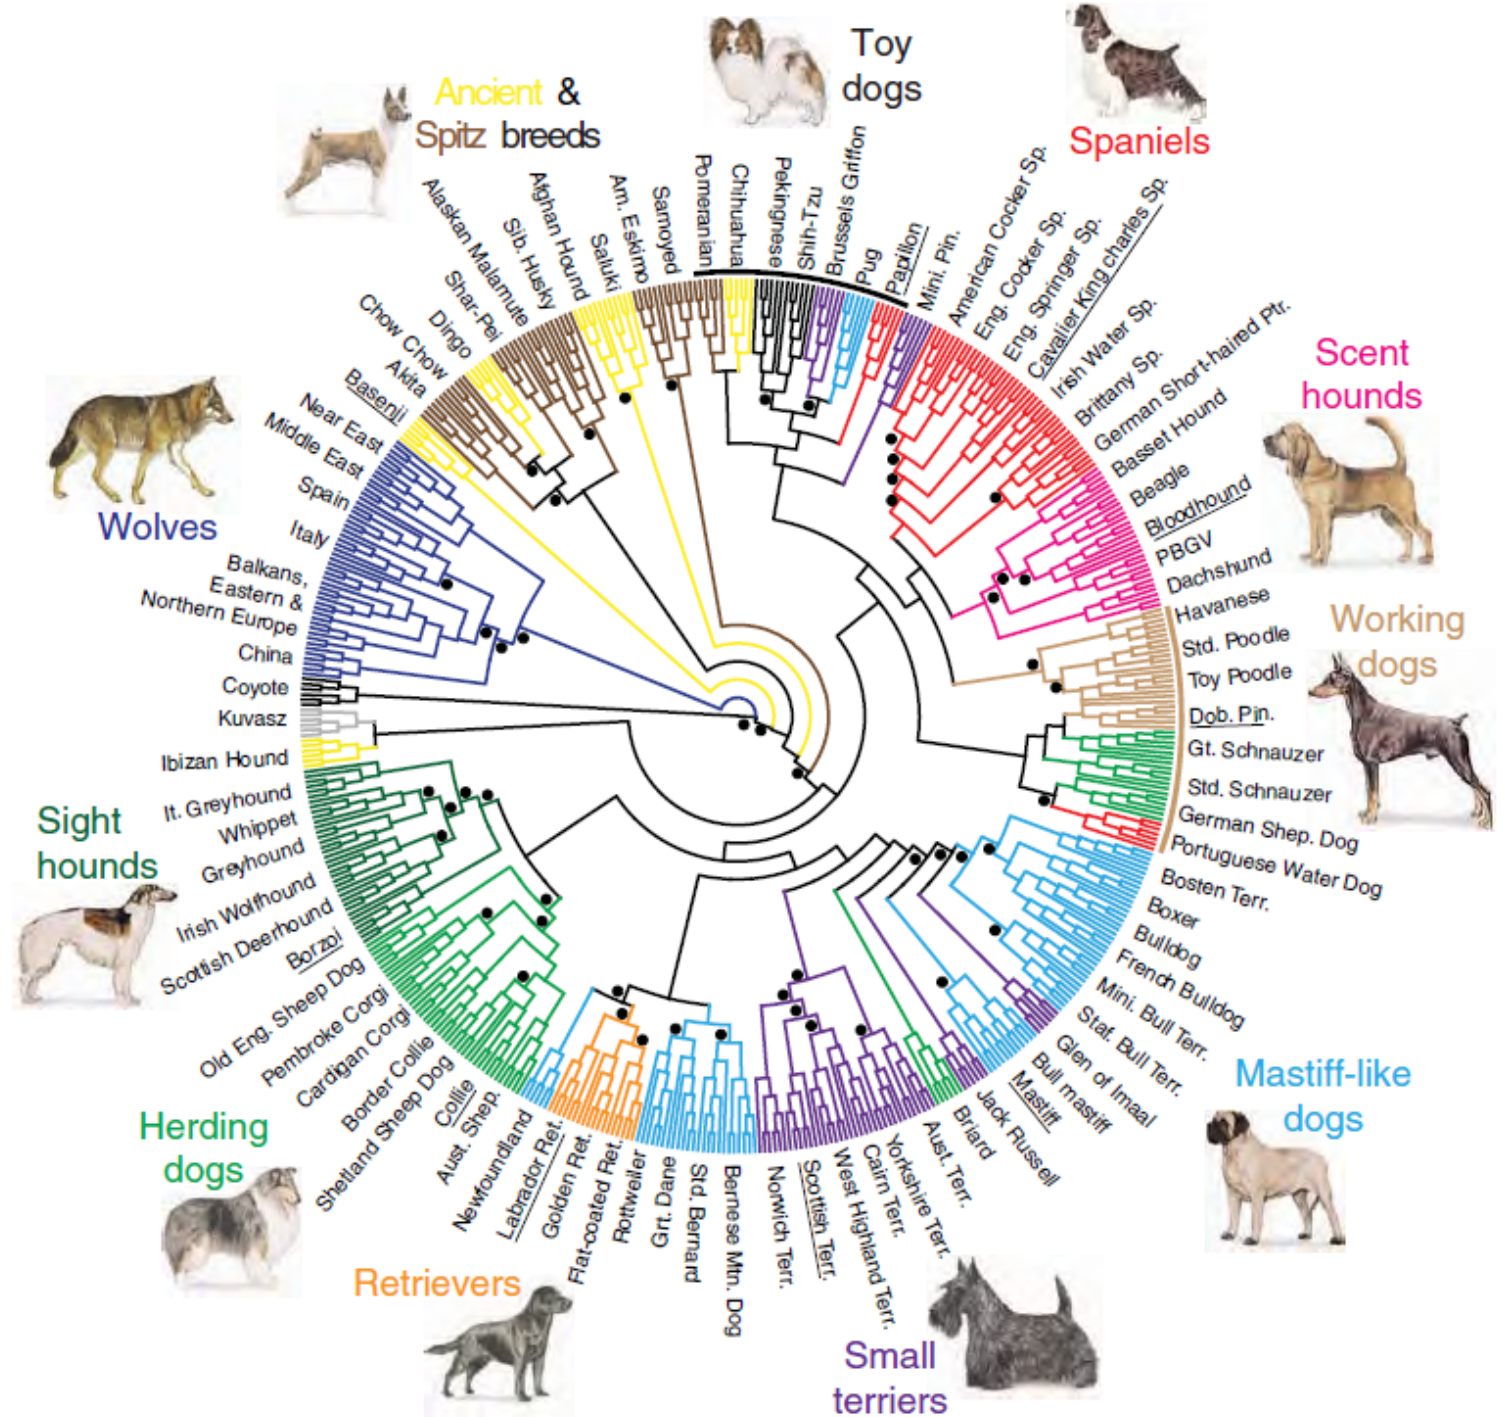 Ancient &
Spitz breeds
Toy
dogs
Spaniels
Scent
hounds
Working
dogs
Mastiff-like
dogs
Small
terriers
Retrievers
Herding
dogs
Sight
hounds
Wolves
Basenji
Akita
Chow Chow
Dingo
Shar-Pei
Alaskan Malamute
Sib. Husky
Afghan Hound
Saluki
Am. Eskimo
Samoyed
Pomeranian
Chihuahua
Pekingnese
Shih-Tzu
Brussels Griffon
Pug
Papillon
Mini. Pin.
American Cocker Sp.
Eng. Cocker Sp.
Eng. Springer Sp.
Cavalier King charles Sp.
Irish Water Sp.
Brittany Sp.
German Short-haired Ptr.
Basset Hound
Beagle
Bloodhound
PBGV
Dachshund
Havanese
Std. Poodle
Toy Poodle
Dob. Pin.
Gt. Schnauzer
Std. Schnauzer
German Shep. Dog
Portuguese Water Dog
Bosten Terr.
Boxer
Bulldog
French Bulldog
Mini. Bull Terr.
Staf. Bull Terr.
Glen of Imaal
Bull mastiff
Mastiff
Jack Russell
Briard
Aust. Terr.
Yorkshire Terr.
Cairn Terr.
West Highland Terr.
Scottish Terr.
Norwich Terr.
Bernese Mtn. Dog
Std. Bernard
Grt. Dane
Rottweiler
Flat-coated Ret.
Golden Ret.
Labrador Ret.
Newfoundland
Aust. Shep.
Collie
Shetland Sheep Dog
Border Collie
Cardigan Corgi
Pembroke Corgi
Old Eng. Sheep Dog
Borzoi
Scottish Deerhound
Irish Wolfhound
Greyhound
Whippet
It. Greyhound
Ibizan Hound
Kuvasz
Coyote
China
Balkans,
Eastern &
Northern Europe
Italy
Spain
Middle East
Near East